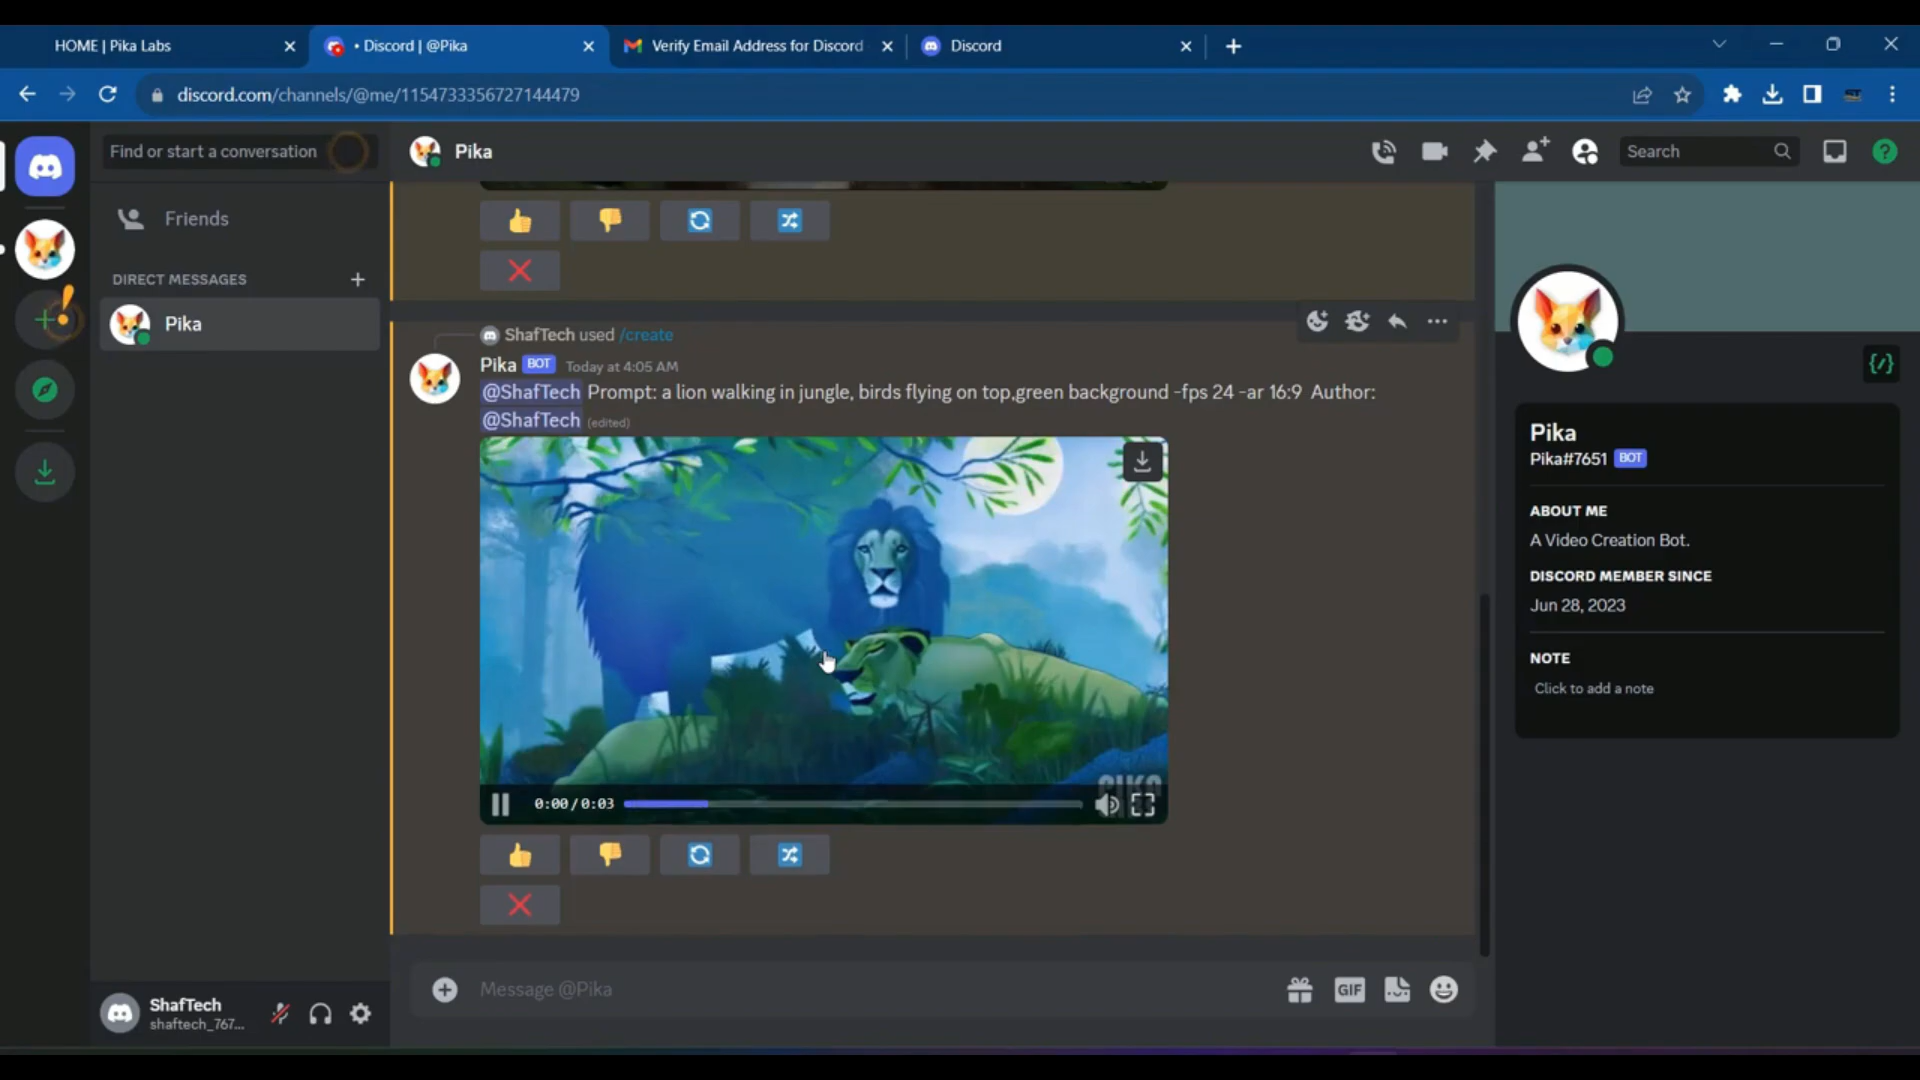 HOME | Pika Labs
• Discord | @Pika
Verify Email Address for Discord
Discord
discord.com/channels/@me/1154733356727144479
Find or start a conversation
Pika
Search
Friends
DIRECT MESSAGES
Pika
ShafTech used /create
Pika BOT Today at 4:05 AM
@ShafTech Prompt: a lion walking in jungle, birds flying on top,green background -fps 24 -ar 16:9 Author:
@ShafTech (edited)
PIKA
0:00/0:03
Message @Pika
GIF
ShafTech
shaftech_767...
Pika
Pika#7651 BOT
ABOUT ME
A Video Creation Bot.
DISCORD MEMBER SINCE
Jun 28, 2023
NOTE
Click to add a note